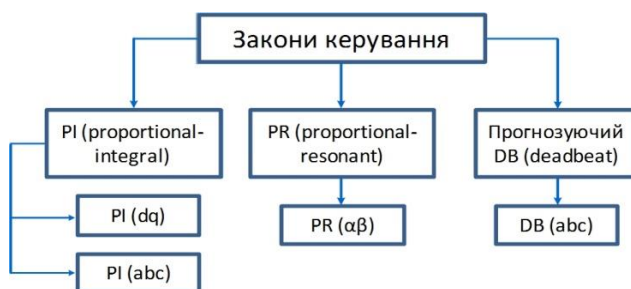 Закони керування
PI (proportional-
integral)
PR (proportional-
resonant)
Прогнозуючий
DB (deadbeat)
PI (dq)
PR (αβ)
DB (abc)
PI (abc)